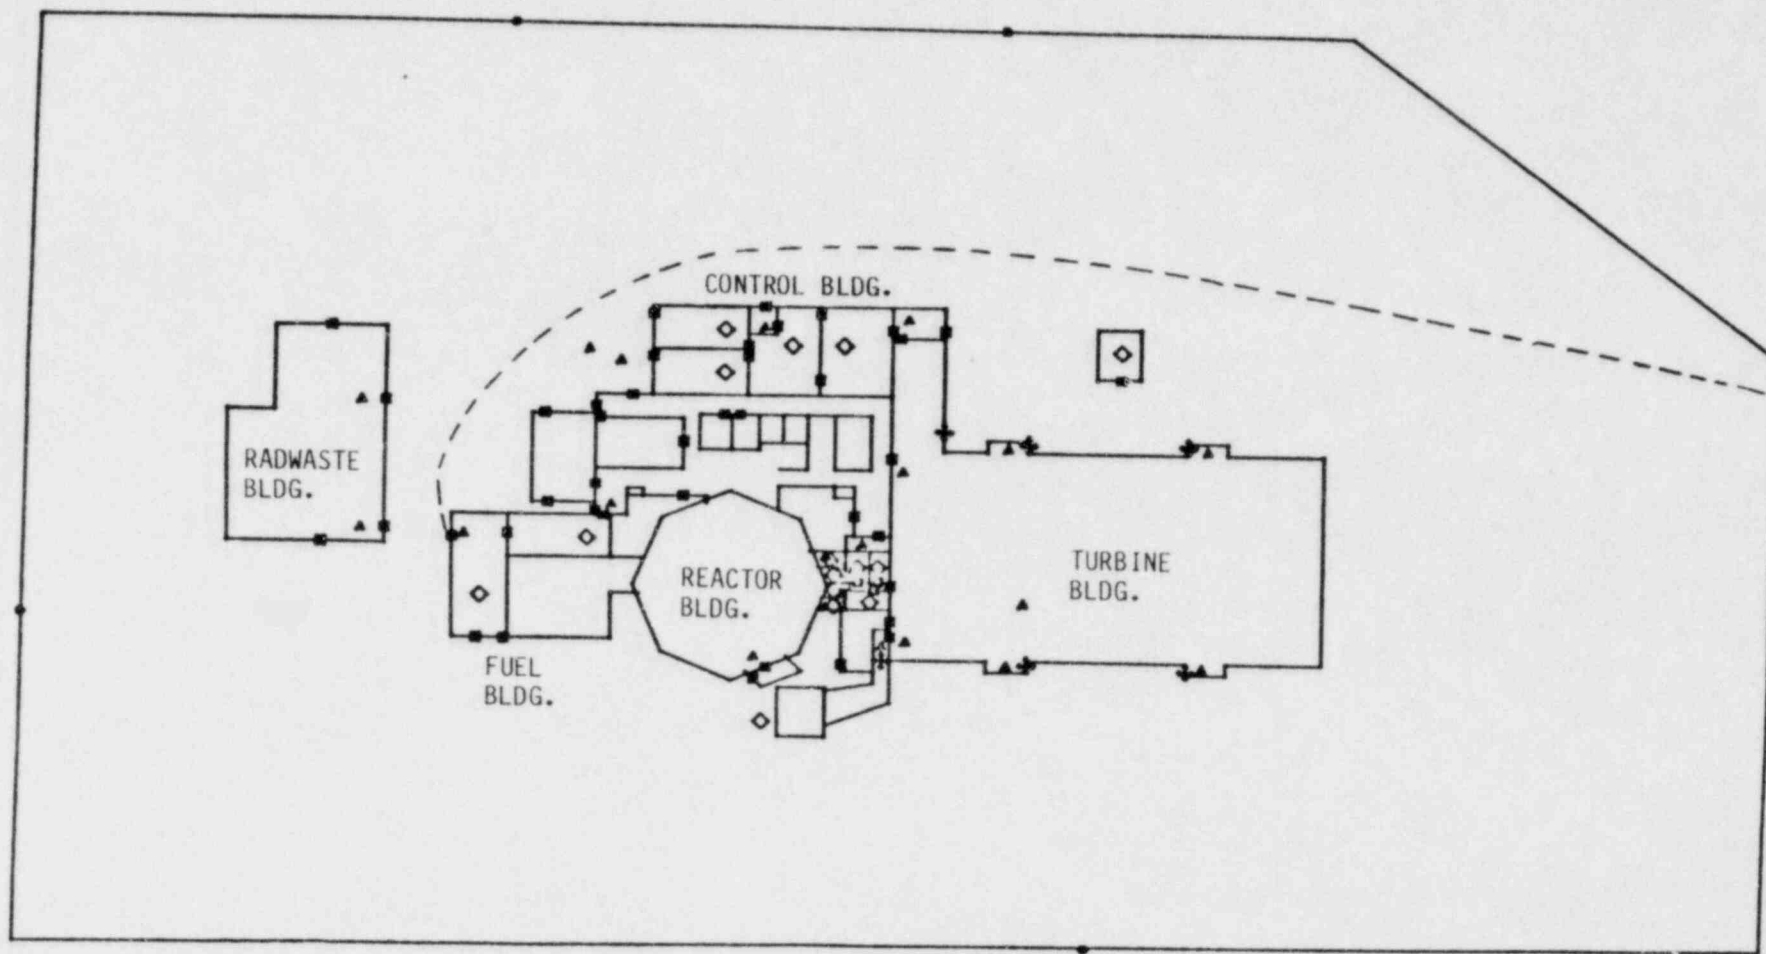 CONTROL BLDG.
RADWASTE
BLDG.
REACTOR
BLDG.
TURBINE
BLDG.
FUEL
BLDG.